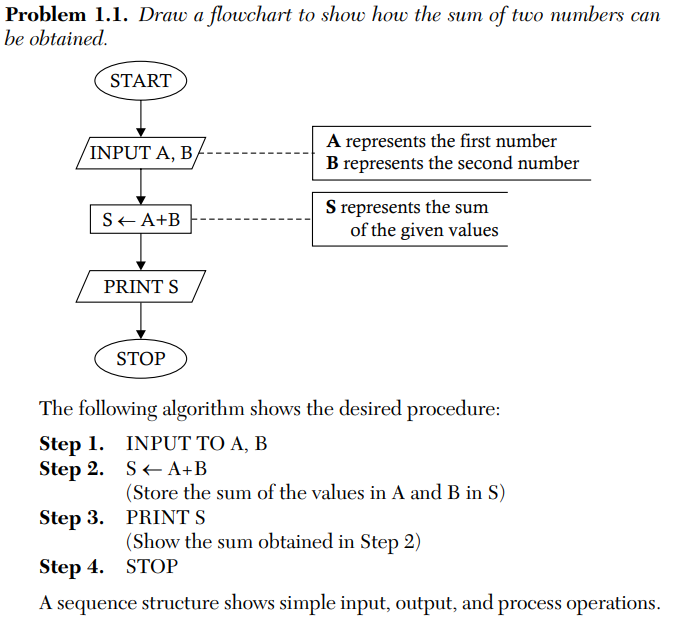 Problem 1.1. Draw a flowchart to show how the sum of two numbers can
be obtained.
START
INPUT A, B
A represents the first number
B represents the second number
S ← A+B
S represents the sum
of the given values
PRINT S
STOP
The following algorithm shows the desired procedure:
Step 1. INPUT TO A, B
Step 2. S ← A+B
(Store the sum of the values in A and B in S)
Step 3. PRINT S
(Show the sum obtained in Step 2)
Step 4. STOP
A sequence structure shows simple input, output, and process operations.